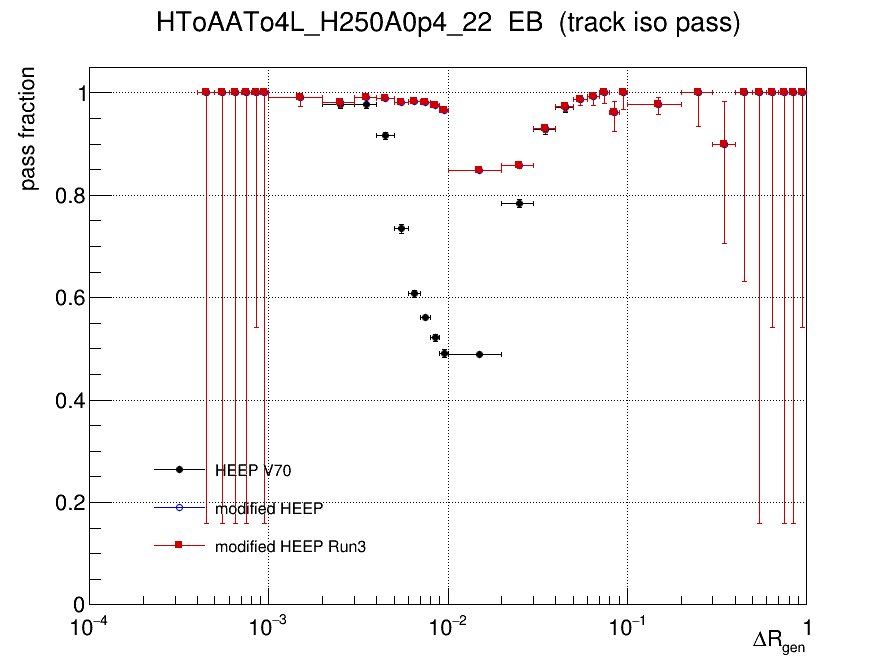 HToAATo4L_H250A0p4_22 EB (track iso pass)
pass fraction
1
0.8
0.6
0.4
0.2
0
HEEP V70
modified HEEP
modified HEEP Run3
10⁻⁴ 10⁻³ 10⁻² 10⁻¹ 1
ΔR_gen